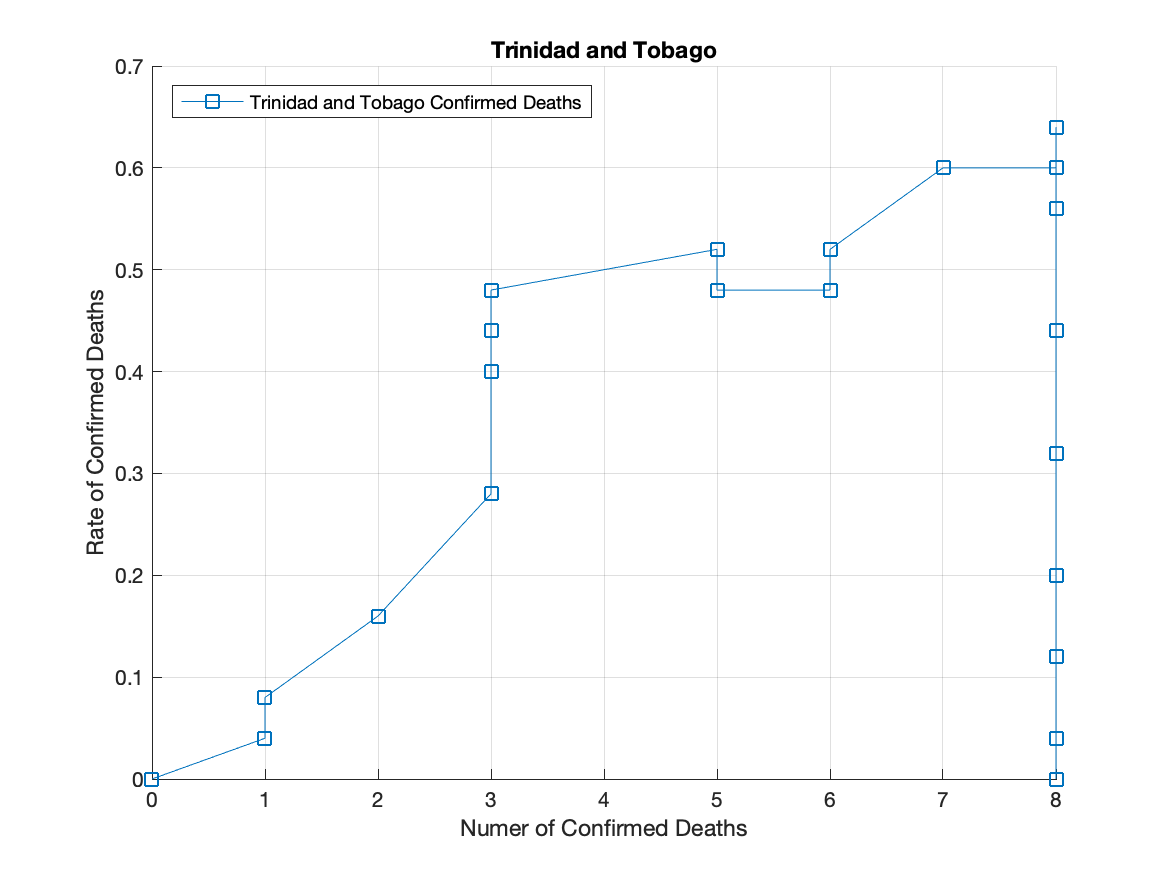 Trinidad and Tobago
0.7
Trinidad and Tobago Confirmed Deaths
0.6
0.5
0.4
0.3
0.2
0.1
0
Rate of Confirmed Deaths
0 1 2 3 4 5 6 7 8
Numer of Confirmed Deaths